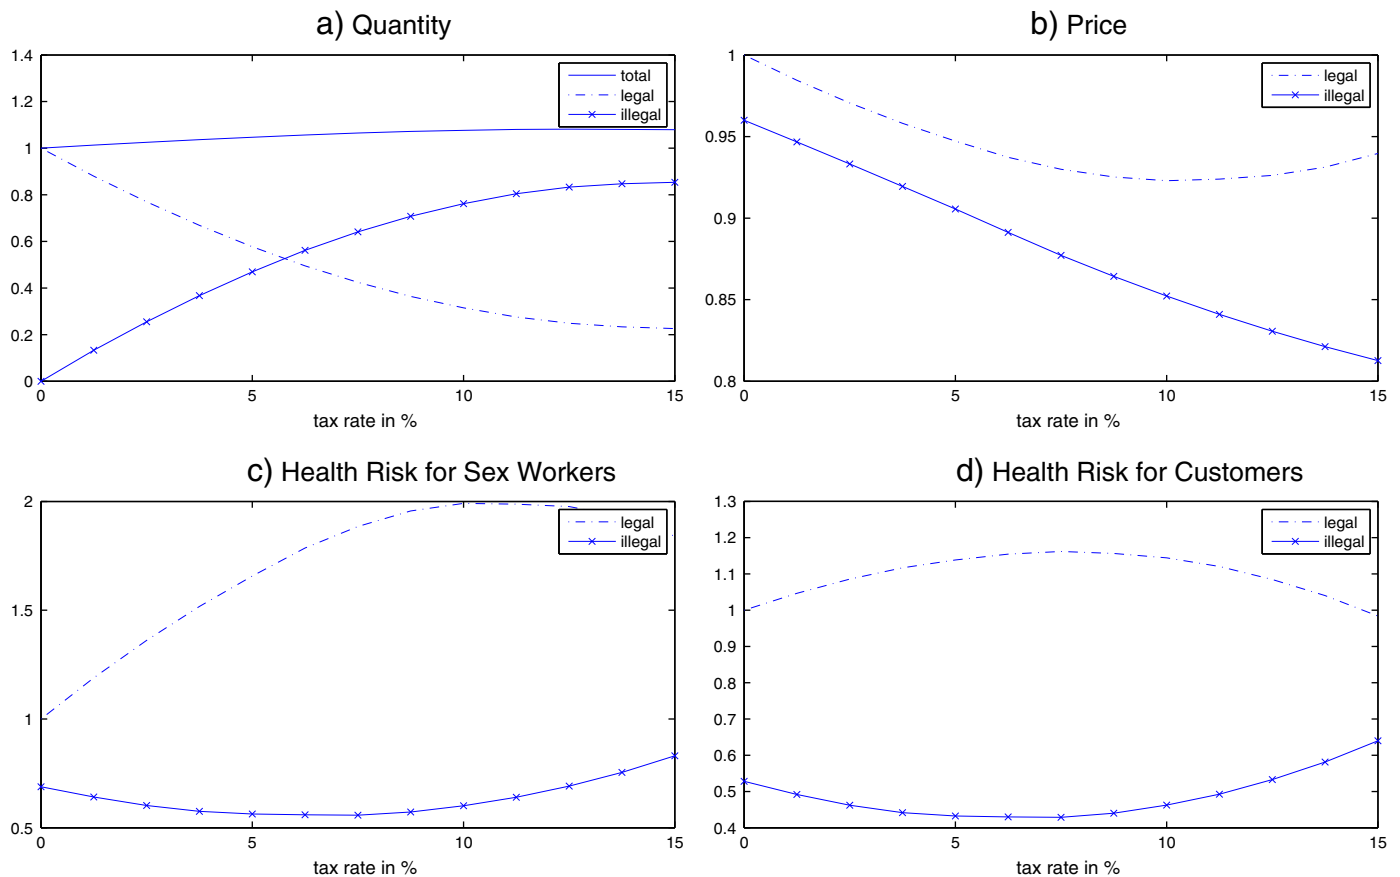 a) Quantity
1.4
1.2
1
0.8
0.6
0.4
0.2
0
0
5
10
15
tax rate in %
total
legal
illegal
b) Price
1
0.95
0.9
0.85
0.8
0
5
10
15
tax rate in %
legal
illegal
c) Health Risk for Sex Workers
2
1.5
1
0.5
0
5
10
15
tax rate in %
legal
illegal
d) Health Risk for Customers
1.3
1.2
1.1
1
0.9
0.8
0.7
0.6
0.5
0.4
0
5
10
15
tax rate in %
legal
illegal